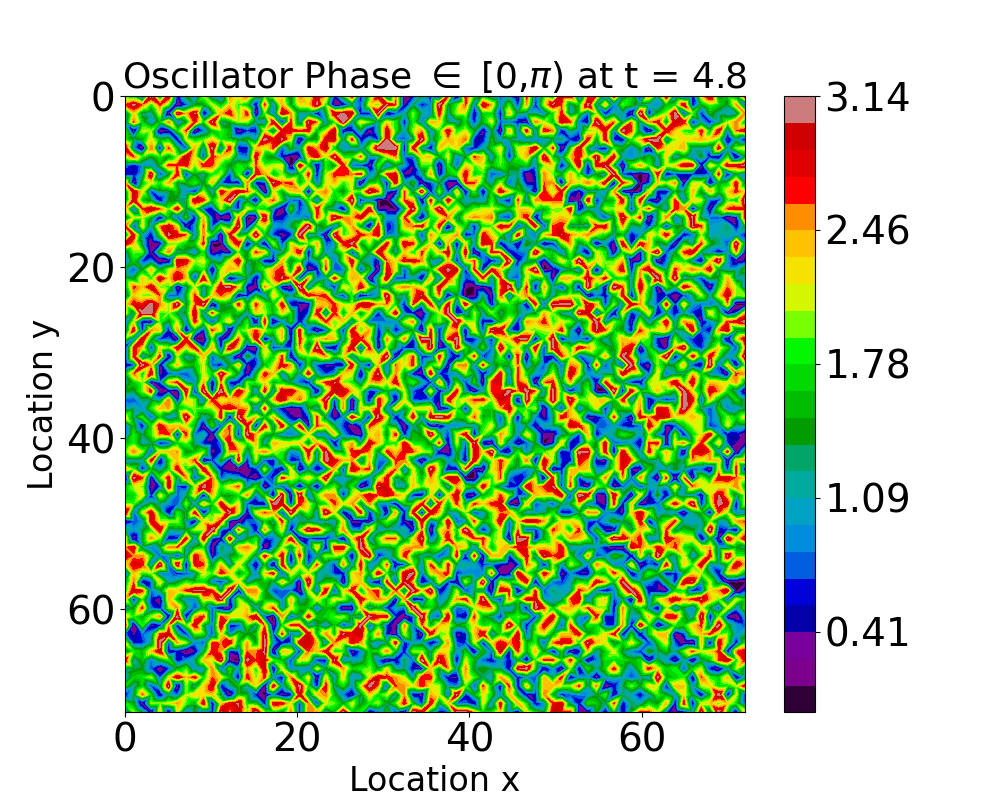 Oscillator Phase ∈ [0,π) at t = 4.8
0
20
40
60
Location y
0 20 40 60
Location x
3.14
2.46
1.78
1.09
0.41